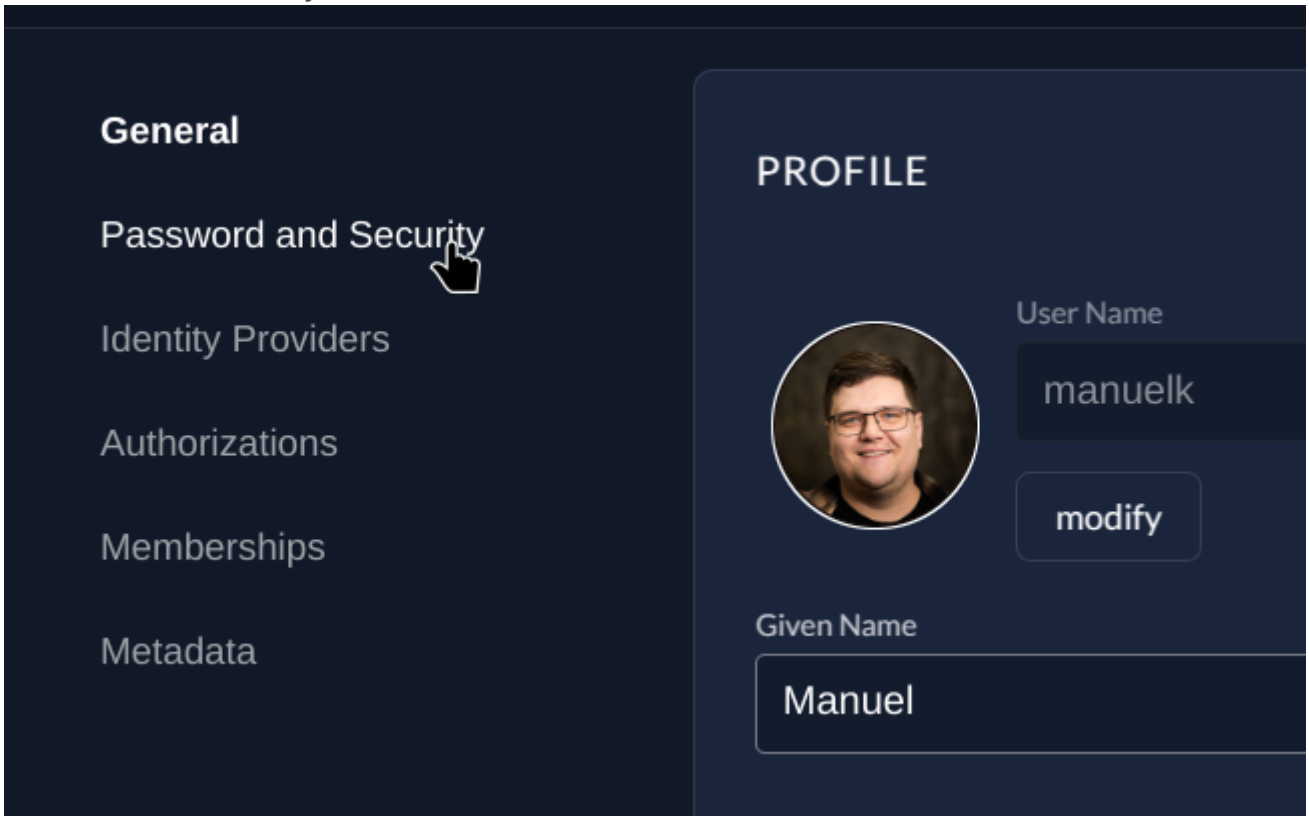 General
Password and Security
Identity Providers
Authorizations
Memberships
Metadata
PROFILE
User Name
manuelk
modify
Given Name
Manuel